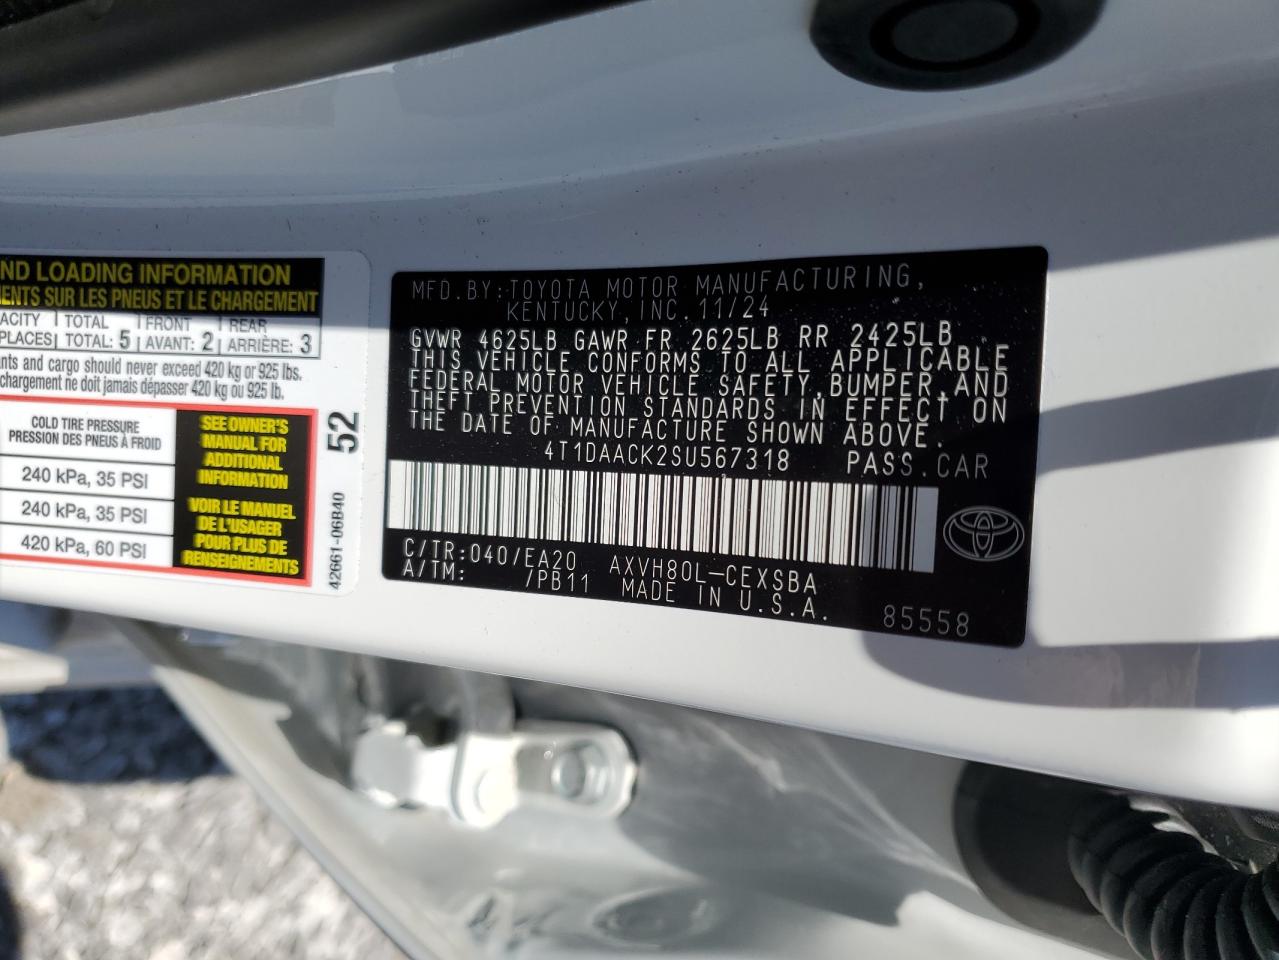 ND LOADING INFORMATION
ENTS SUR LES PNEUS ET LE CHARGEMENT
ACITY TOTAL FRONT REAR
PLACES TOTAL: 5 AVANT: 2 ARRIÈRE: 3
nts and cargo should never exceed 420 kg or 925 lbs.
chargement ne doit jamais dépasser 420 kg ou 925 lb.
COLD TIRE PRESSURE
PRESSION DES PNEUS À FROID
240 kPa, 35 PSI
240 kPa, 35 PSI
420 kPa, 60 PSI
SEE OWNER'S
MANUAL FOR
ADDITIONAL
INFORMATION
VOIR LE MANUEL
DE L'USAGER
POUR PLUS DE
RENSEIGNEMENTS
52
42661-06B40
MFD.BY:TOYOTA MOTOR MANUFACTURING,
KENTUCKY, INC. 11/24
GVWR 4625LB GAWR FR 2625LB RR 2425LB
THIS VEHICLE CONFORMS TO ALL APPLICABLE
FEDERAL MOTOR VEHICLE SAFETY,BUMPER,AND
THEFT PREVENTION STANDARDS IN EFFECT ON
THE DATE OF MANUFACTURE SHOWN ABOVE.
4T1DAACK2SU567318 PASS.CAR
C/TR:040/EA20 AXVH80L-CEXSBA
A/TM: /PB11 MADE IN U.S.A.
85558